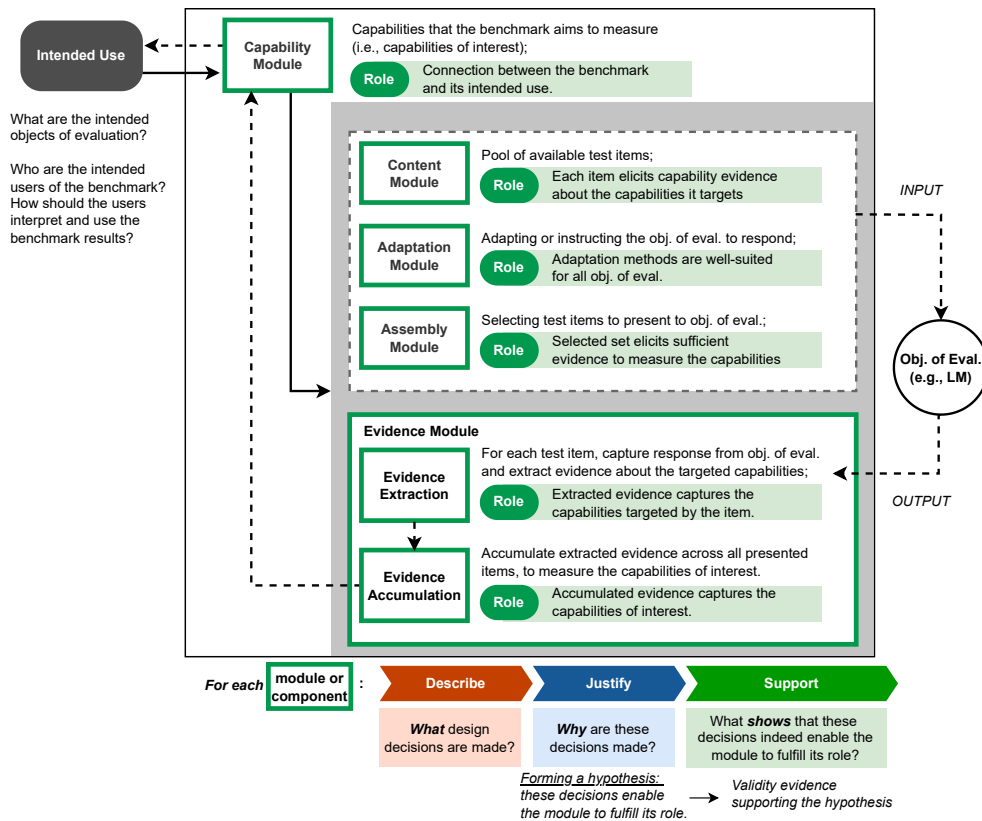 Intended Use
What are the intended
objects of evaluation?
Who are the intended
users of the benchmark?
How should the users
interpret and use the
benchmark results?
Capability
Module
Capabilities that the benchmark aims to measure
(i.e., capabilities of interest);
Role
Connection between the benchmark
and its intended use.
Content
Module
Pool of available test items;
Role
Each item elicits capability evidence
about the capabilities it targets
Adaptation
Module
Adapting or instructing the obj. of eval. to respond;
Role
Adaptation methods are well-suited
for all obj. of eval.
Assembly
Module
Selecting test items to present to obj. of eval.;
Role
Selected set elicits sufficient
evidence to measure the capabilities
INPUT
Obj. of Eval.
(e.g., LM)
OUTPUT
Evidence Module
Evidence
Extraction
For each test item, capture response from obj. of eval.
and extract evidence about the targeted capabilities;
Role
Extracted evidence captures the
capabilities targeted by the item.
Evidence
Accumulation
Accumulate extracted evidence across all presented
items, to measure the capabilities of interest.
Role
Accumulated evidence captures the
capabilities of interest.
For each module or component :
Describe
Justify
Support
What design
decisions are made?
Why are these
decisions made?
What shows that these
decisions indeed enable the
module to fulfill its role?
Forming a hypothesis:
these decisions enable
the module to fulfill its role.
Validity evidence
supporting the hypothesis